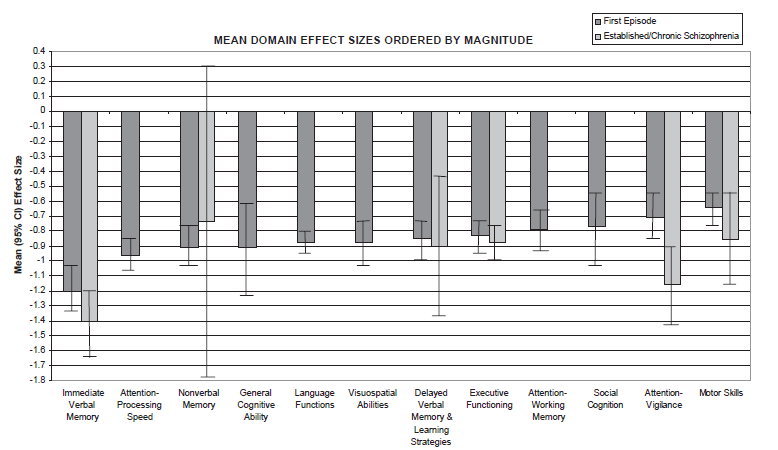 First Episode
Established/Chronic Schizophrenia
MEAN DOMAIN EFFECT SIZES ORDERED BY MAGNITUDE
Mean (95% CI) Effect Size
0.4
0.3
0.2
0.1
0
-0.1
-0.2
-0.3
-0.4
-0.5
-0.6
-0.7
-0.8
-0.9
-1
-1.1
-1.2
-1.3
-1.4
-1.5
-1.6
-1.7
-1.8
Immediate
Verbal
Memory
Attention-
Processing
Speed
Nonverbal
Memory
General
Cognitive
Ability
Language
Functions
Visuospatial
Abilities
Delayed
Verbal
Memory &
Learning
Strategies
Executive
Functioning
Attention-
Working
Memory
Social
Cognition
Attention-
Vigilance
Motor Skills